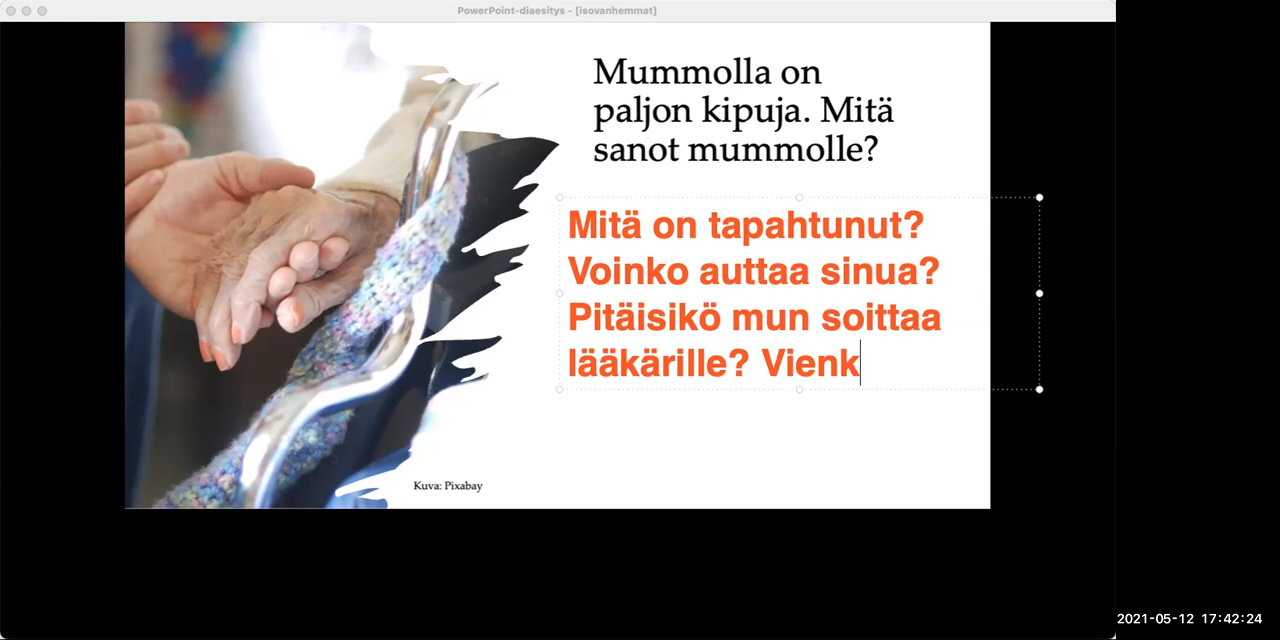 PowerPoint-diaesitys - [isovanhemmat]
Mummolla on
paljon kipuja. Mitä
sanot mummolle?
Mitä on tapahtunut?
Voinko auttaa sinua?
Pitäisikö mun soittaa
lääkärille? Vienk
Kuva: Pixabay
2021-05-12 17:42:24